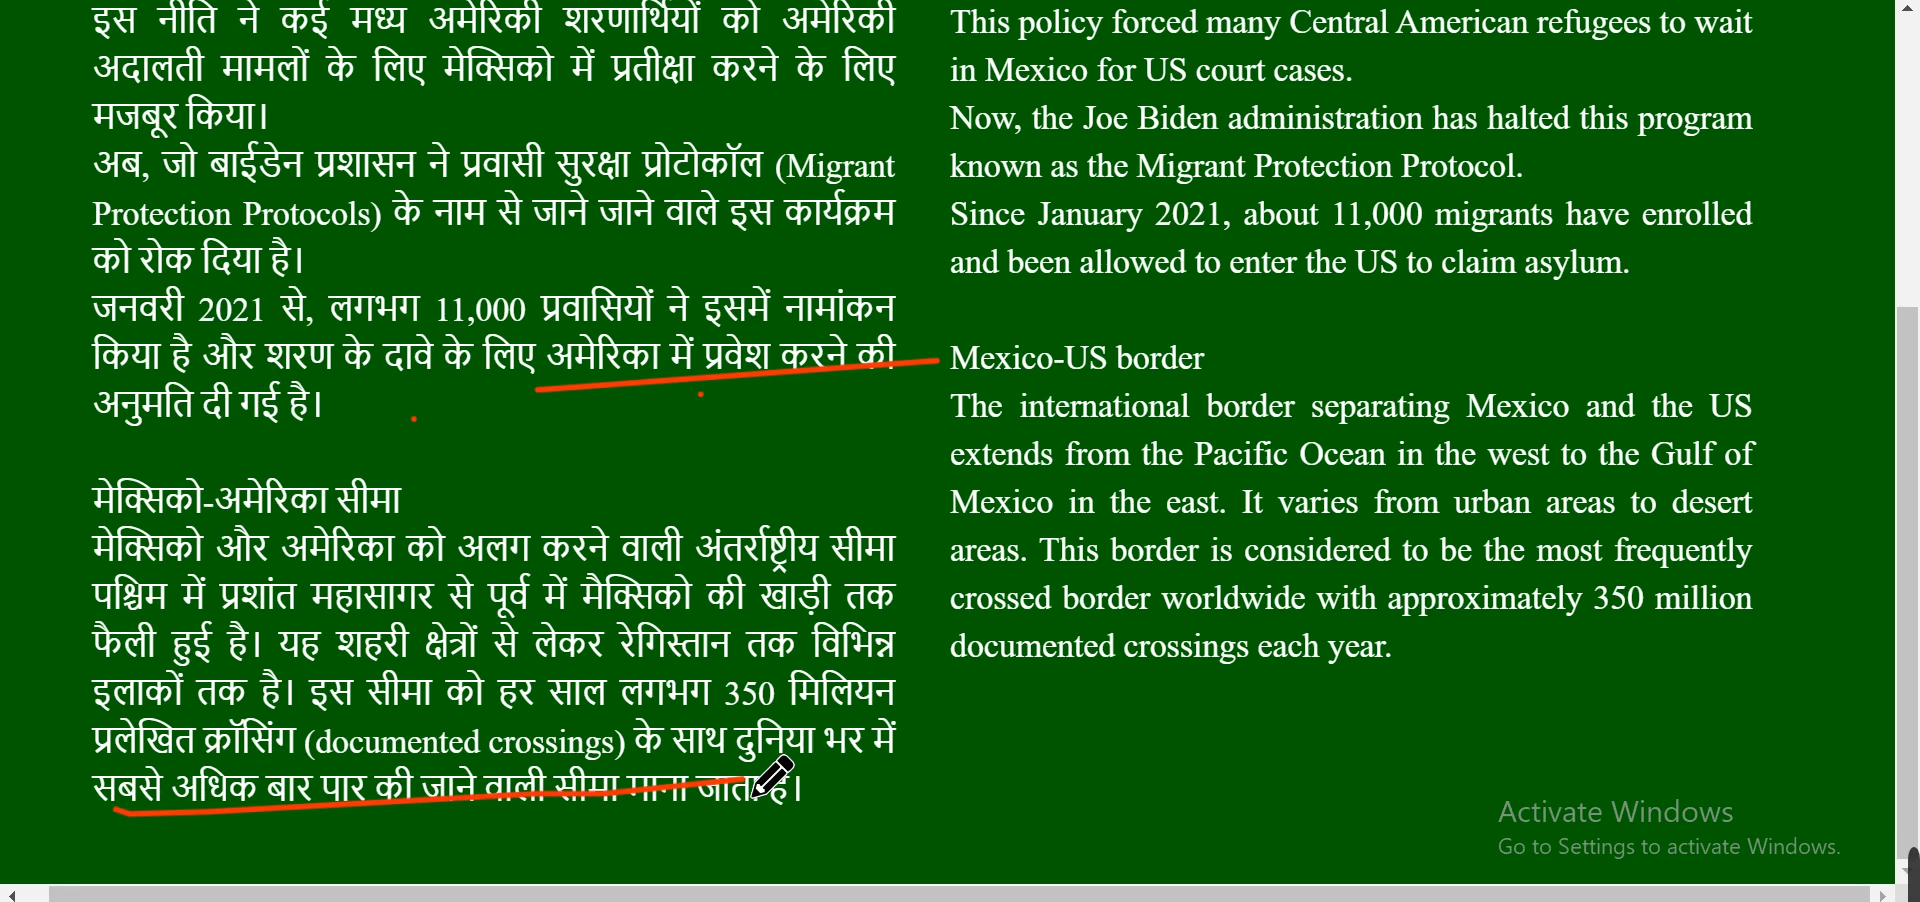 इस नीति ने कई मध्य अमेरिकी शरणार्थियों को अमेरिकी
अदालती मामलों के लिए मेक्सिको में प्रतीक्षा करने के लिए
मजबूर किया।
अब, जो बाईडेन प्रशासन ने प्रवासी सुरक्षा प्रोटोकॉल (Migrant
Protection Protocols) के नाम से जाने जाने वाले इस कार्यक्रम
को रोक दिया है।
जनवरी 2021 से, लगभग 11,000 प्रवासियों ने इसमें नामांकन
किया है और शरण के दावे के लिए अमेरिका में प्रवेश करने की
अनुमति दी गई है।
मेक्सिको-अमेरिका सीमा
मेक्सिको और अमेरिका को अलग करने वाली अंतर्राष्ट्रीय सीमा
पश्चिम में प्रशांत महासागर से पूर्व में मैक्सिको की खाड़ी तक
फैली हुई है। यह शहरी क्षेत्रों से लेकर रेगिस्तान तक विभिन्न
इलाकों तक है। इस सीमा को हर साल लगभग 350 मिलियन
प्रलेखित क्रॉसिंग (documented crossings) के साथ दुनिया भर में
सबसे अधिक बार पार की जाने वाली सीमा माना जाता है।
This policy forced many Central American refugees to wait
in Mexico for US court cases.
Now, the Joe Biden administration has halted this program
known as the Migrant Protection Protocol.
Since January 2021, about 11,000 migrants have enrolled
and been allowed to enter the US to claim asylum.
Mexico-US border
The international border separating Mexico and the US
extends from the Pacific Ocean in the west to the Gulf of
Mexico in the east. It varies from urban areas to desert
areas. This border is considered to be the most frequently
crossed border worldwide with approximately 350 million
documented crossings each year.
Activate Windows
Go to Settings to activate Windows.